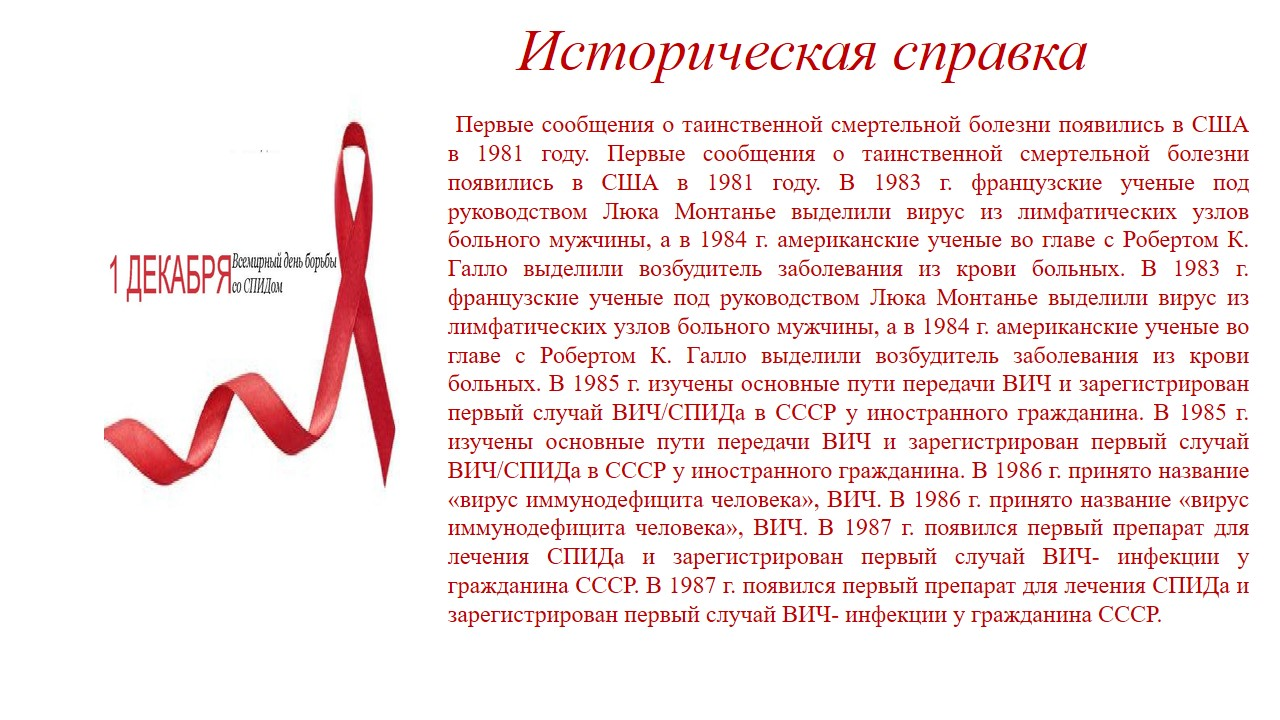 Историческая справка
Первые сообщения о таинственной смертельной болезни появились в США
в 1981 году. Первые сообщения о таинственной смертельной болезни
появились в США в 1981 году. В 1983 г. французские ученые под
руководством Люка Монтанье выделили вирус из лимфатических узлов
больного мужчины, а в 1984 г. американские ученые во главе с Робертом К.
Галло выделили возбудитель заболевания из крови больных. В 1983 г.
французские ученые под руководством Люка Монтанье выделили вирус из
лимфатических узлов больного мужчины, а в 1984 г. американские ученые во
главе с Робертом К. Галло выделили возбудитель заболевания из крови
больных. В 1985 г. изучены основные пути передачи ВИЧ и зарегистрирован
первый случай ВИЧ/СПИДа в СССР у иностранного гражданина. В 1985 г.
изучены основные пути передачи ВИЧ и зарегистрирован первый случай
ВИЧ/СПИДа в СССР у иностранного гражданина. В 1986 г. принято название
«вирус иммунодефицита человека», ВИЧ. В 1986 г. принято название «вирус
иммунодефицита человека», ВИЧ. В 1987 г. появился первый препарат для
лечения СПИДа и зарегистрирован первый случай ВИЧ- инфекции у
гражданина СССР. В 1987 г. появился первый препарат для лечения СПИДа и
зарегистрирован первый случай ВИЧ- инфекции у гражданина СССР.
1 ДЕКАБРЯ
Всемирный день борьбы
со СПИДом